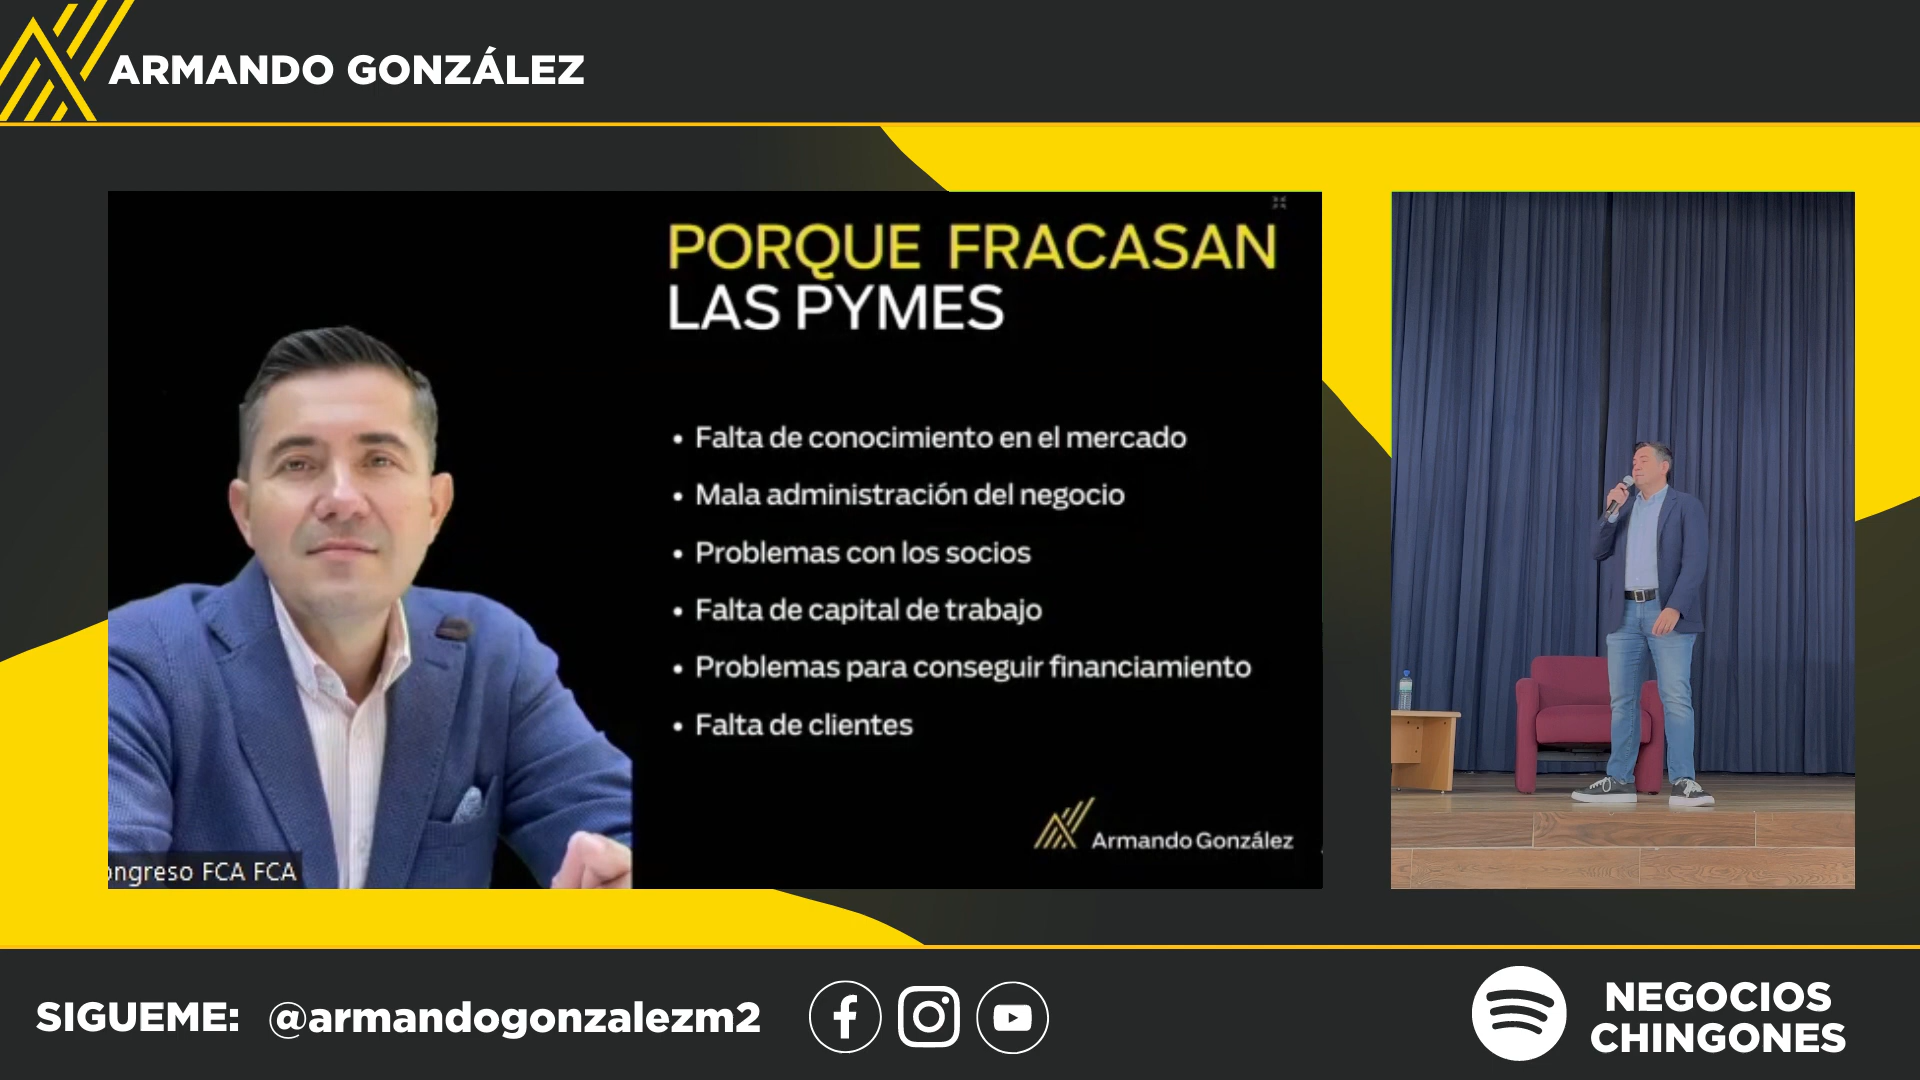 ARMANDO GONZÁLEZ
PORQUE FRACASAN
LAS PYMES
• Falta de conocimiento en el mercado
• Mala administración del negocio
• Problemas con los socios
• Falta de capital de trabajo
• Problemas para conseguir financiamiento
• Falta de clientes
Armando González
ongreso FCA FCA
SIGUEME: @armandogonzalezm2
NEGOCIOS
CHINGONES